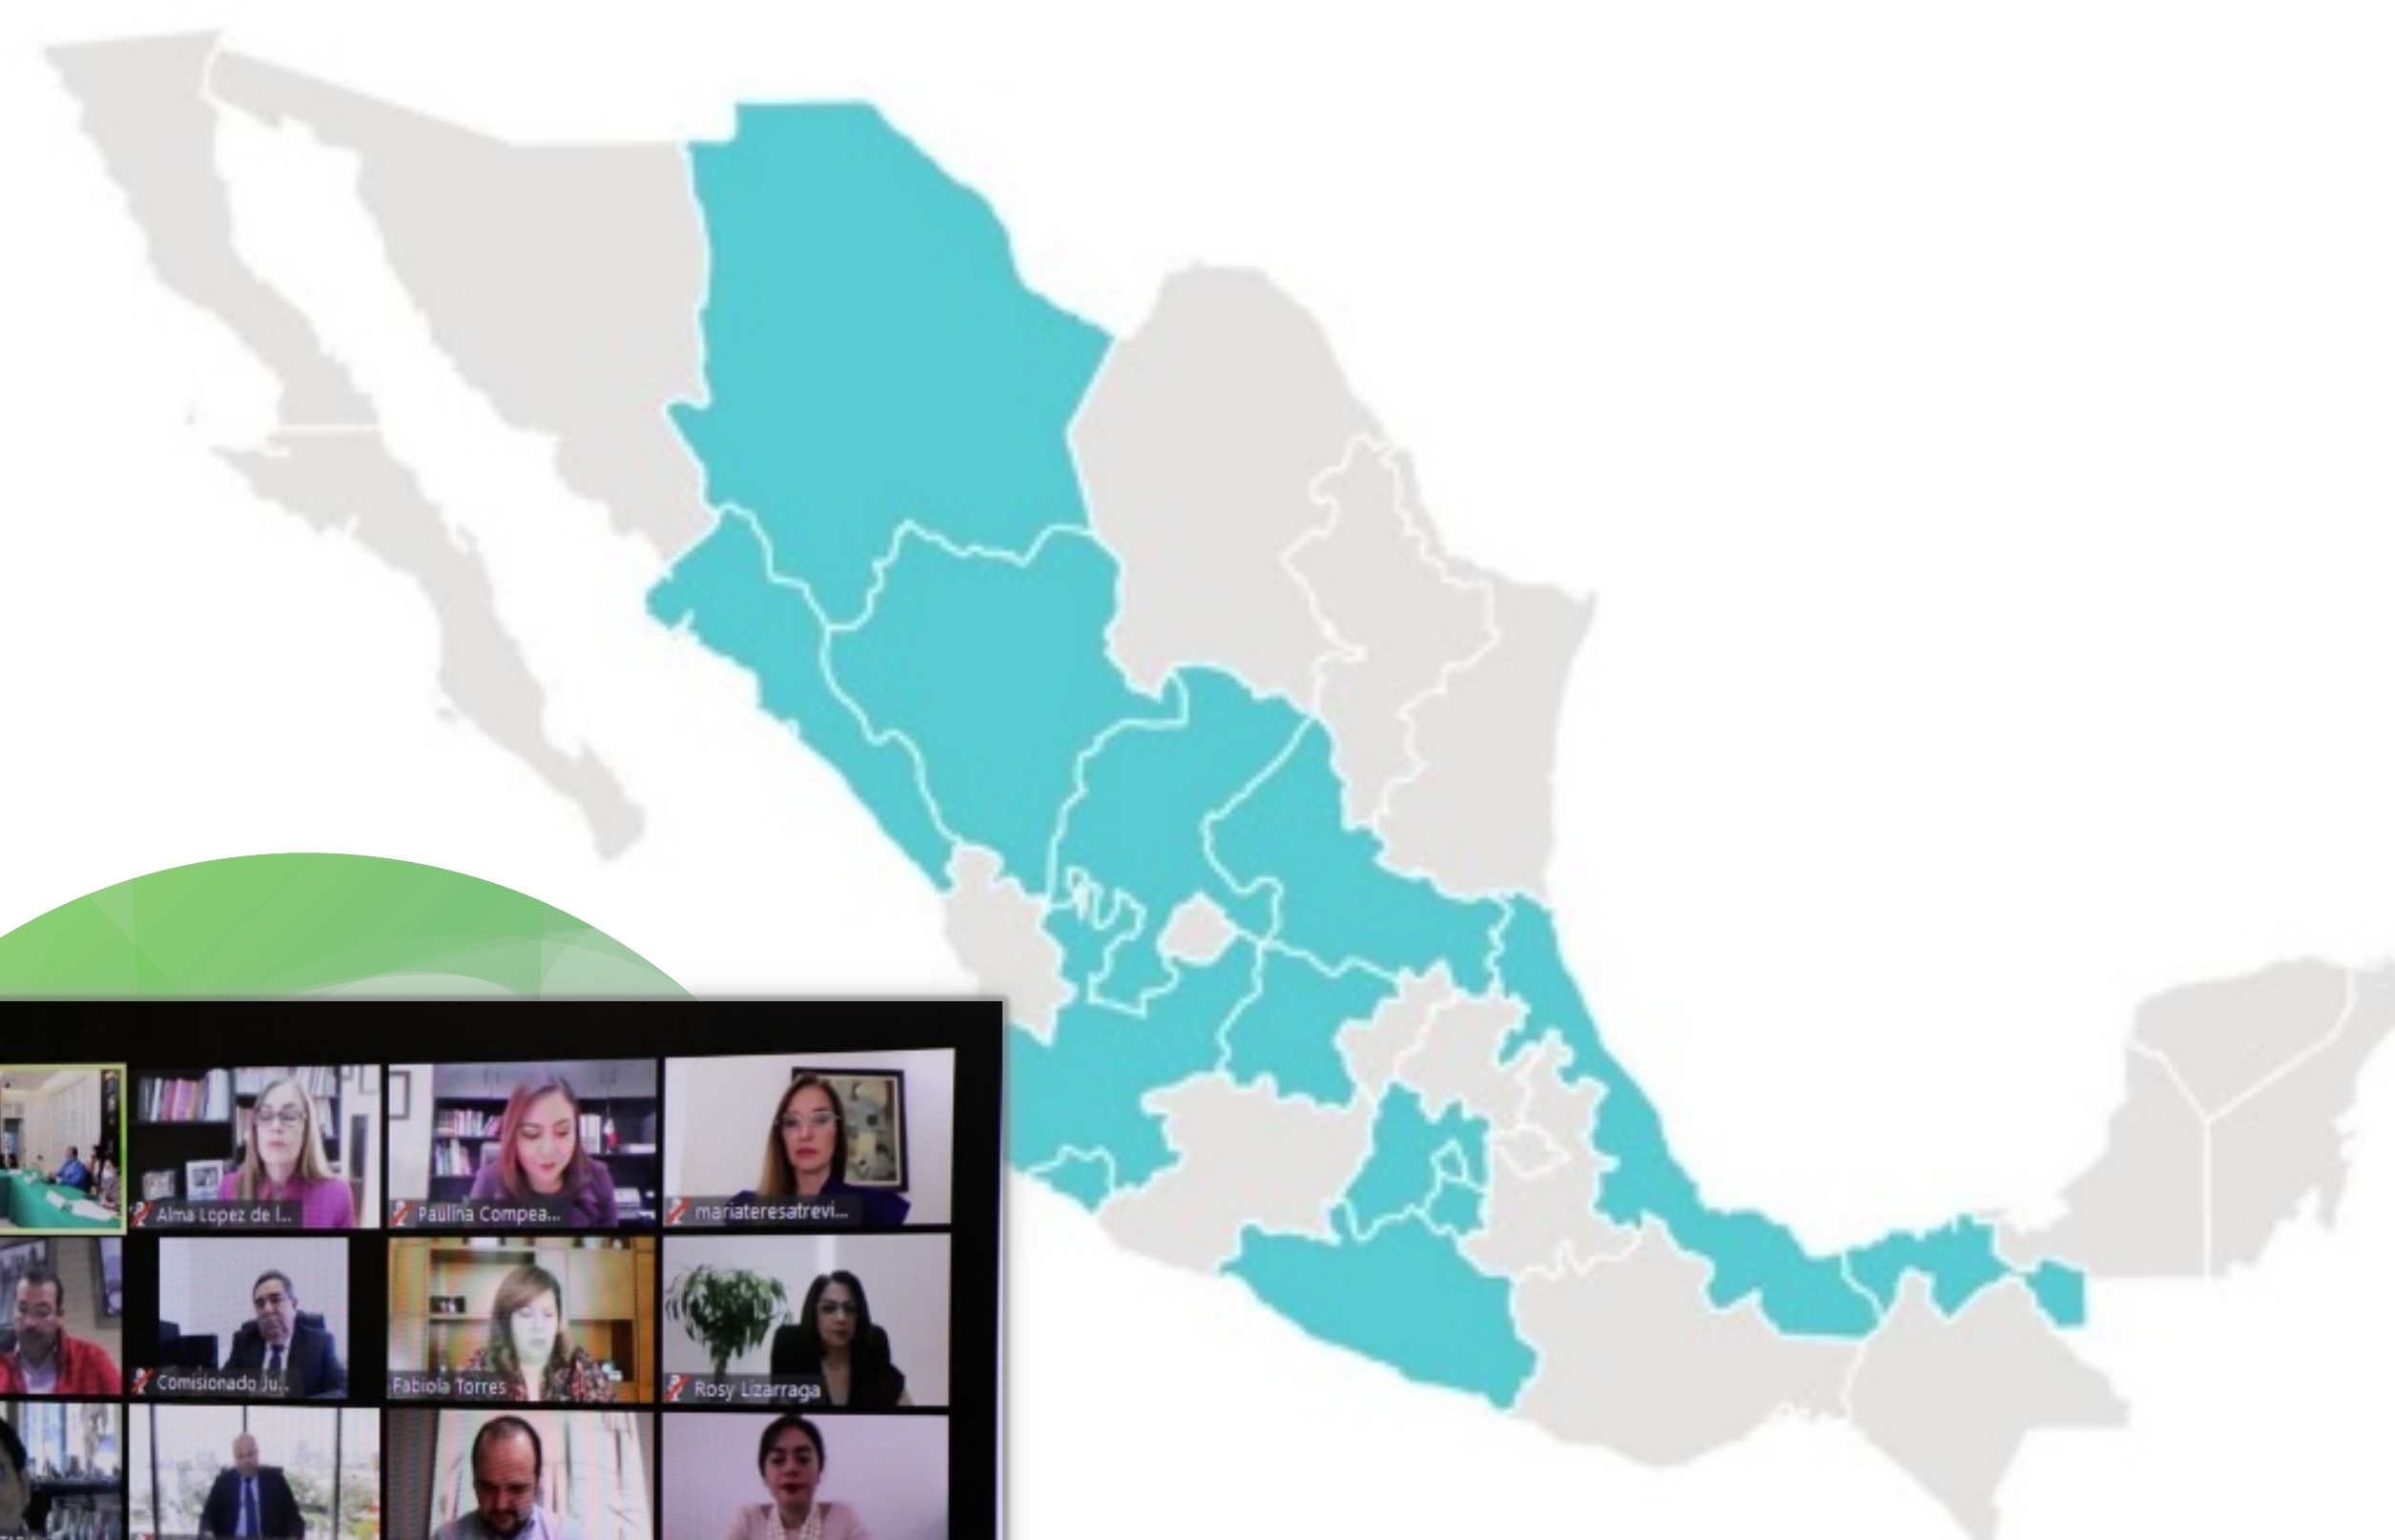 Alma Lopez de l...
Paulina Compea...
mariateresatrevi...
Comisionado Ju...
Fabiola Torres
Rosy Lizarraga